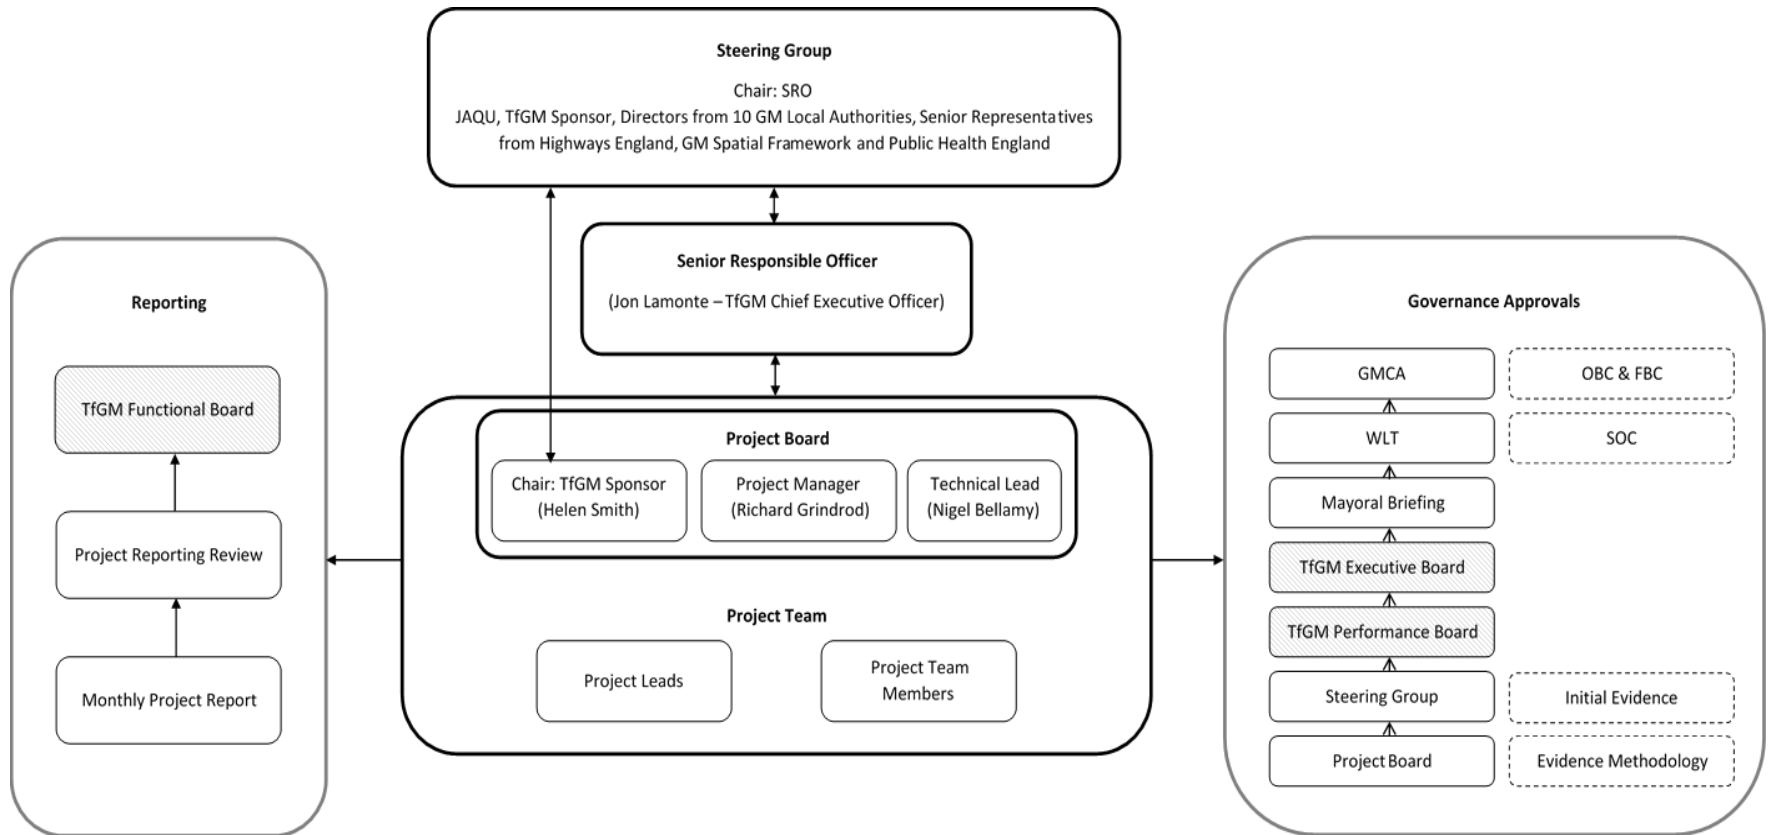 Steering Group
Chair: SRO
JAQU, TfGM Sponsor, Directors from 10 GM Local Authorities, Senior Representatives
from Highways England, GM Spatial Framework and Public Health England
Senior Responsible Officer
(Jon Lamonte – TfGM Chief Executive Officer)
Reporting
TfGM Functional Board
Project Reporting Review
Monthly Project Report
Project Board
Chair: TfGM Sponsor
(Helen Smith)
Project Manager
(Richard Grindrod)
Technical Lead
(Nigel Bellamy)
Project Team
Project Leads
Project Team
Members
Governance Approvals
GMCA
OBC & FBC
WLT
SOC
Mayoral Briefing
TfGM Executive Board
TfGM Performance Board
Steering Group
Initial Evidence
Project Board
Evidence Methodology